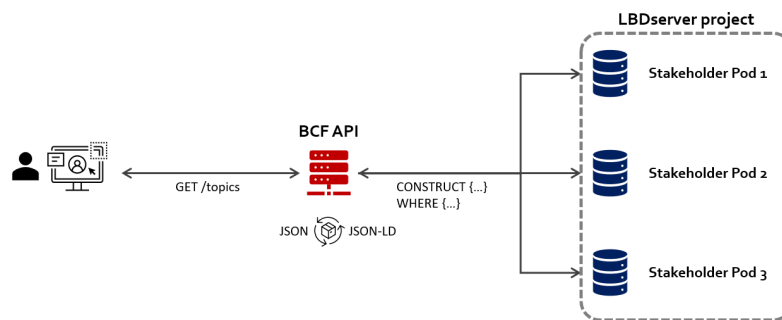 LBDserver project
Stakeholder Pod 1
BCF API
Stakeholder Pod 2
GET /topics
CONSTRUCT {...}
WHERE {...}
JSON
JSON-LD
Stakeholder Pod 3